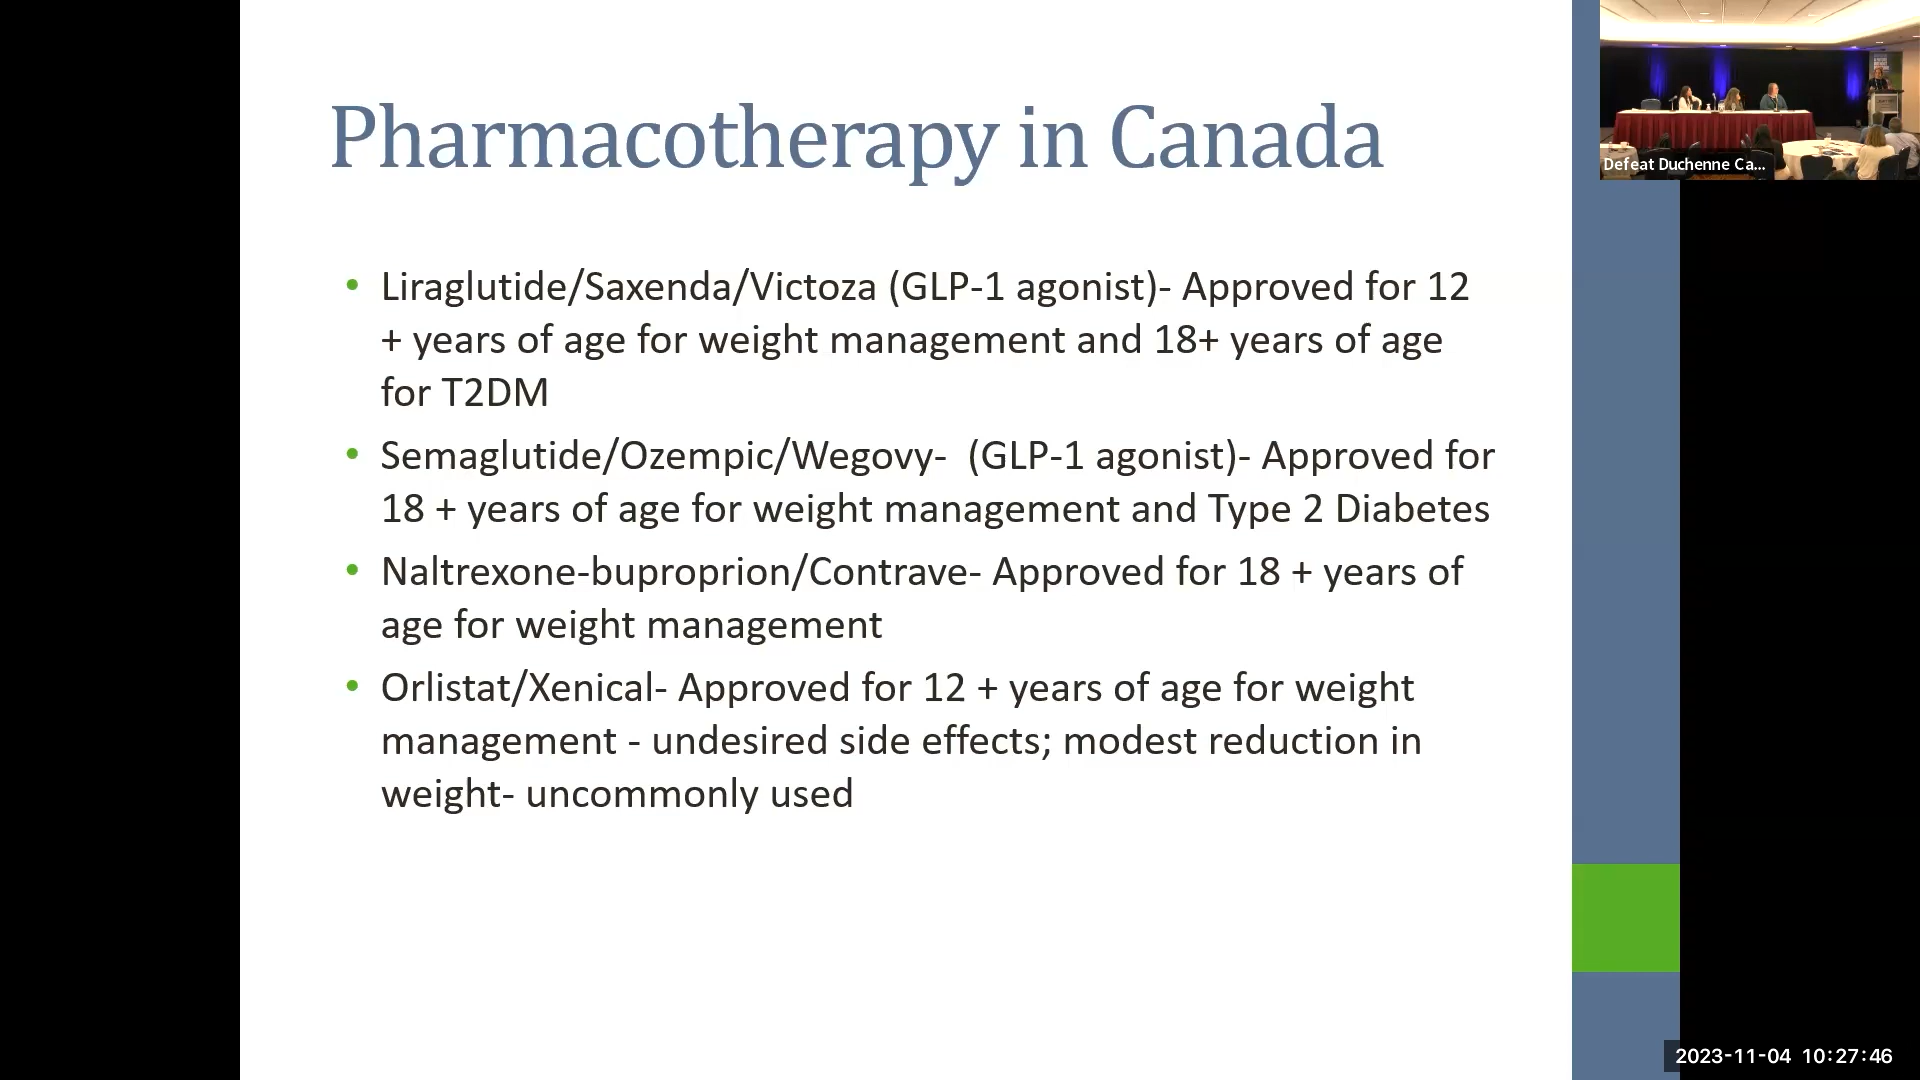 Pharmacotherapy in Canada
• Liraglutide/Saxenda/Victoza (GLP-1 agonist)- Approved for 12
+ years of age for weight management and 18+ years of age
for T2DM
• Semaglutide/Ozempic/Wegovy-  (GLP-1 agonist)- Approved for
18 + years of age for weight management and Type 2 Diabetes
• Naltrexone-buproprion/Contrave- Approved for 18 + years of
age for weight management
• Orlistat/Xenical- Approved for 12 + years of age for weight
management - undesired side effects; modest reduction in
weight- uncommonly used
Defeat Duchenne Ca...
2023-11-04 10:27:46